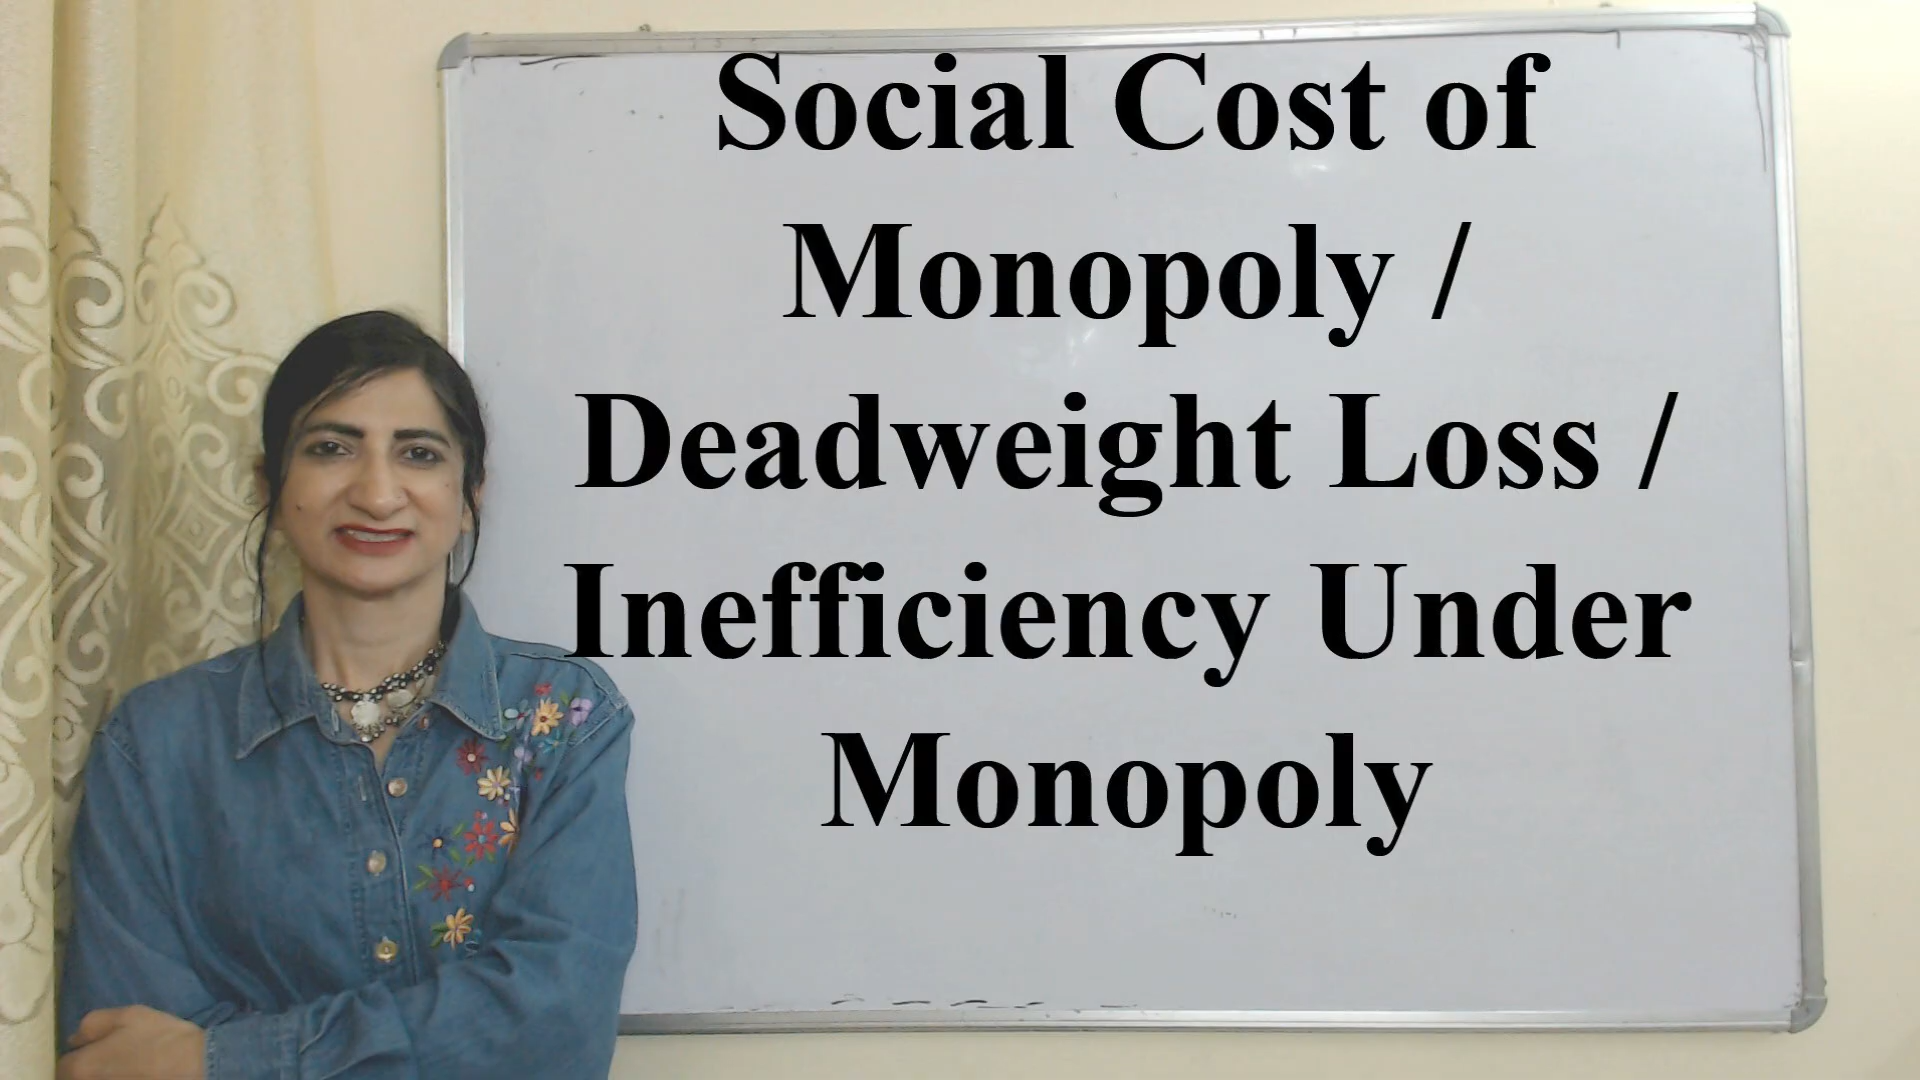 Social Cost of
Monopoly /
Deadweight Loss /
Inefficiency Under
Monopoly